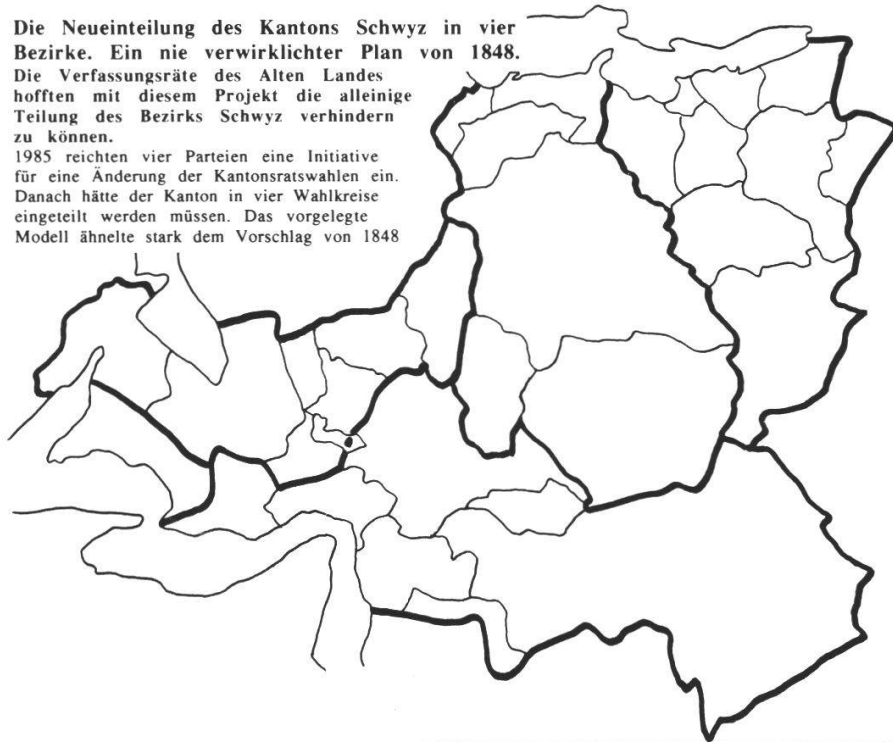 Die Neueinteilung des Kantons Schwyz in vier
Bezirke. Ein nie verwirklichter Plan von 1848.
Die Verfassungsräte des Alten Landes
hofften mit diesem Projekt die alleinige
Teilung des Bezirks Schwyz verhindern
zu können.
1985 reichten vier Parteien eine Initiative
für eine Änderung der Kantonsratswahlen ein.
Danach hätte der Kanton in vier Wahlkreise
eingeteilt werden müssen. Das vorgelegte
Modell ähnelte stark dem Vorschlag von 1848